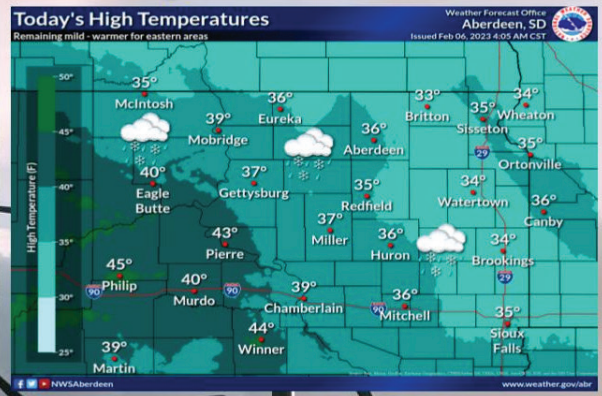 Today's High Temperatures
Remaining mild - warmer for eastern areas
Weather Forecast Office
Aberdeen, SD
Issued Feb 06, 2023 4:05 AM CST
50°
45°
40°
35°
30°
25°
High Temperature (F)
35°
McIntosh
39°
Mobridge
36°
Eureka
36°
Aberdeen
33°
Britton
35°
Sisseton
34°
Wheaton
29
35°
Ortonville
40°
Eagle
Butte
37°
Gettysburg
35°
Redfield
34°
Watertown
36°
Canby
43°
Pierre
37°
Miller
36°
Huron
34°
Brookings
29
45°
Philip
90
40°
Murdo
90
39°
Chamberlain
90
36°
Mitchell
35°
Sioux
Falls
44°
Winner
39°
Martin
NWSAberdeen
www.weather.gov/abr